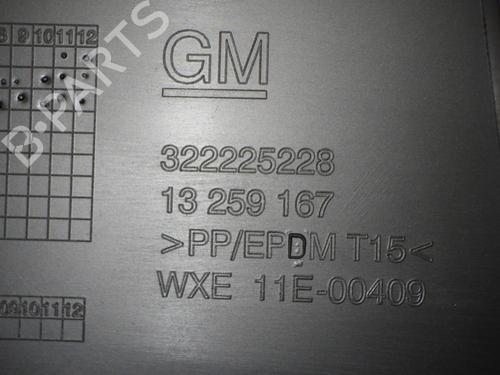 8 9 10 11 12
GM
322225228
13 259 167
>PP/EPDM T15<
WXE 11E-00409
09 10 11 12
B-PARTS